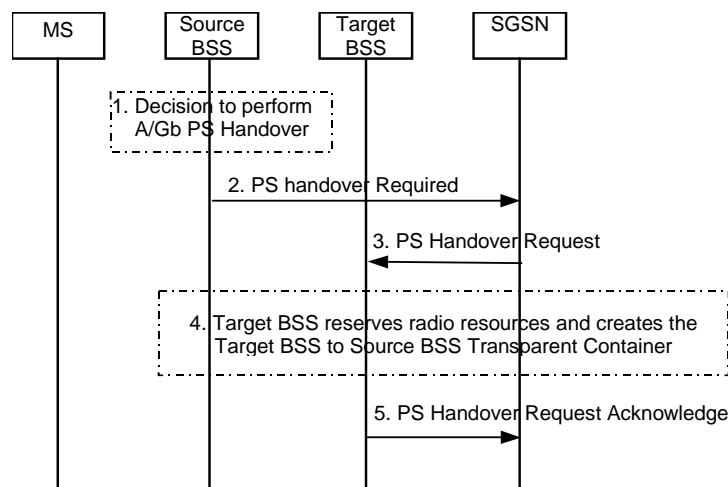 MS
Source
BSS
Target
BSS
SGSN
1. Decision to perform
A/Gb PS Handover
2. PS handover Required
3. PS Handover Request
4. Target BSS reserves radio resources and creates the
Target BSS to Source BSS Transparent Container
5. PS Handover Request Acknowledge